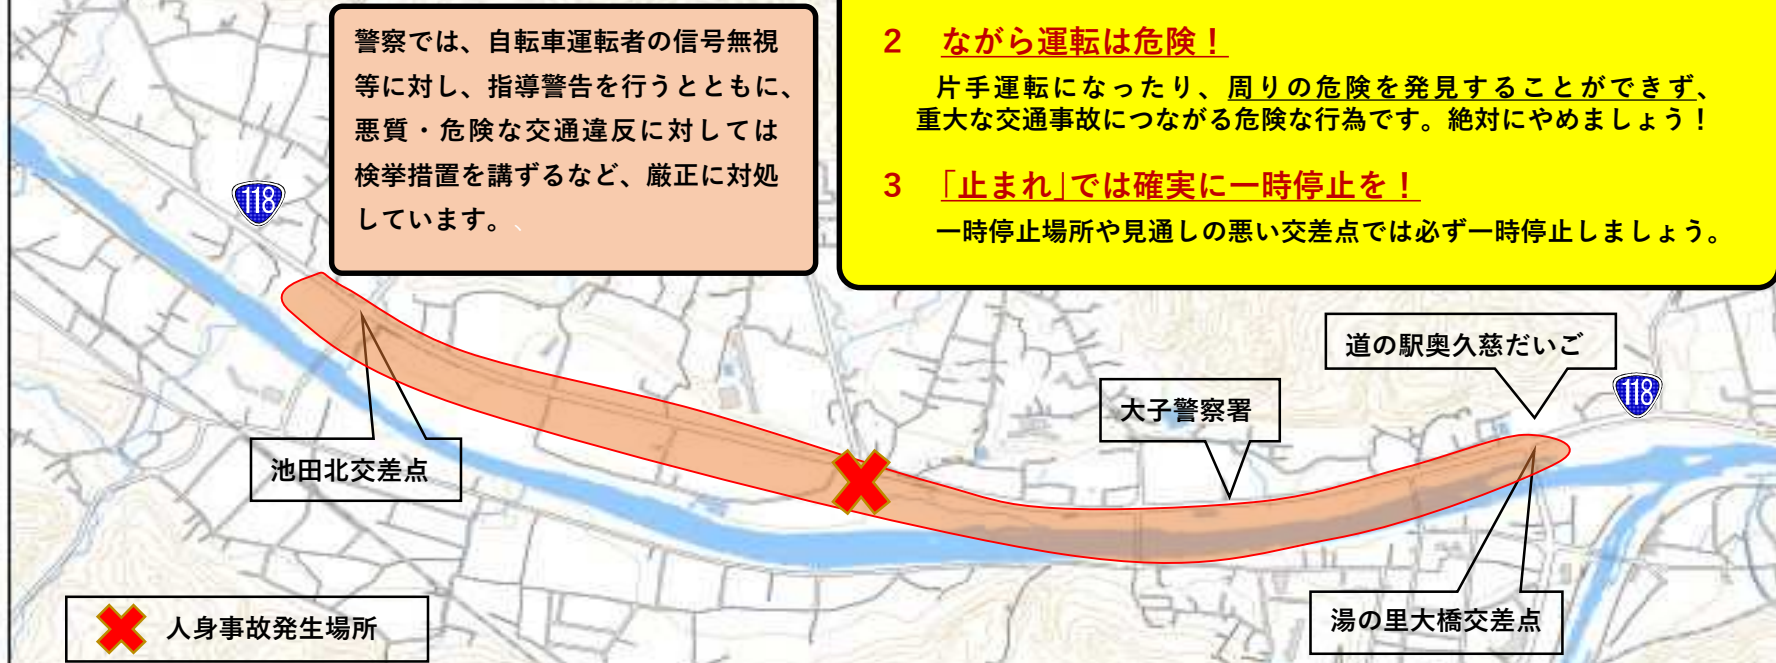 警察では、自転車運転者の信号無視
等に対し、指導警告を行うとともに、
悪質・危険な交通違反に対しては
検挙措置を講ずるなど、厳正に対処
しています。、
2 ながら運転は危険！
片手運転になったり、周りの危険を発見することができず、
重大な交通事故につながる危険な行為です。絶対にやめましょう！
3 「止まれ」では確実に一時停止を！
一時停止場所や見通しの悪い交差点では必ず一時停止しましょう。
118
道の駅奥久慈だいご
118
大子警察署
池田北交差点
湯の里大橋交差点
人身事故発生場所